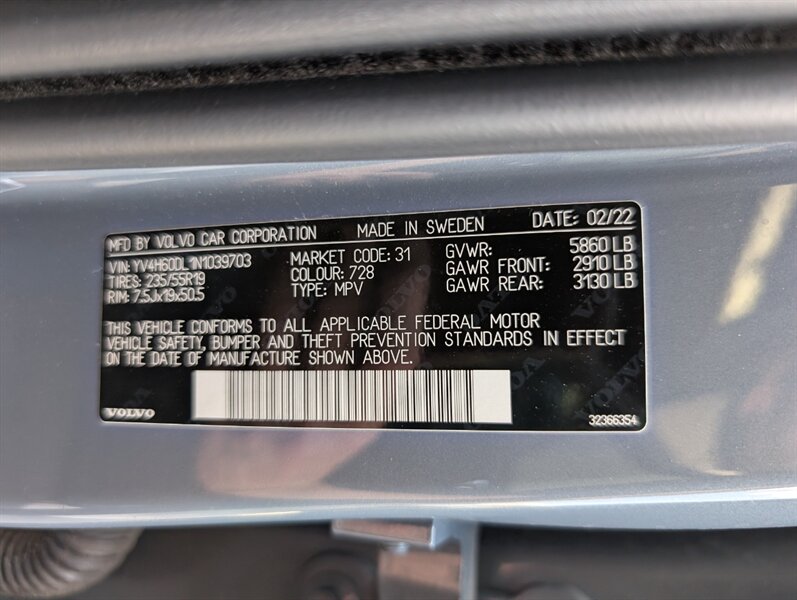 MFD BY VOLVO CAR CORPORATION MADE IN SWEDEN DATE: 02/22
VIN: YV4H60DL1N1039703 MARKET CODE: 31 GVWR: 5860 LB
TIRES: 235/55R19 COLOUR: 728 GAWR FRONT: 2910 LB
RIM: 7.5Jx19x50.5 TYPE: MPV GAWR REAR: 3130 LB
THIS VEHICLE CONFORMS TO ALL APPLICABLE FEDERAL MOTOR
VEHICLE SAFETY, BUMPER AND THEFT PREVENTION STANDARDS IN EFFECT
ON THE DATE OF MANUFACTURE SHOWN ABOVE.
VOLVO 32366354